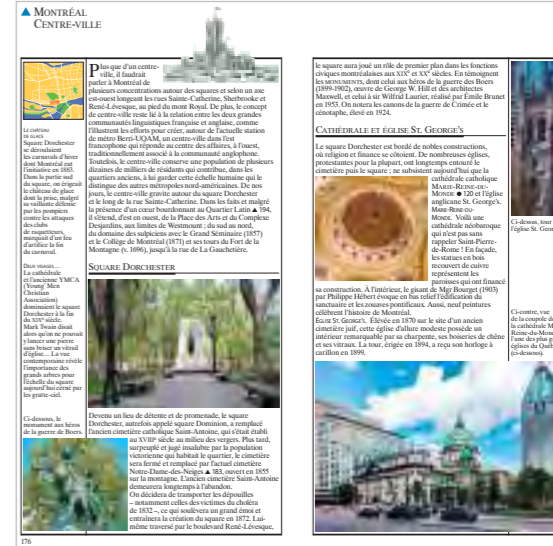 ▲ MONTRÉAL
CENTRE-VILLE
LE CHÂTEAU
DE GLACE
Square Dorchester
se déroulaient
les carnavals d'hiver
dont Montréal est
l'initiative en 1883.
Dans la partie sud
du square, on érigeait
le château de glace
dont la prise, malgré
sa vaillante défense
par les pompiers
contre les attaques
des clubs
de raquetteurs,
marquait d'un feu
d'artifice la fin
du carnaval.
DEUX VISAGES…
La cathédrale
et l'ancienne YMCA
(Young Men
Christian
Association)
dominaient le square
Dorchester à la fin
du XIXe siècle.
Mark Twain disait
alors qu'on ne pouvait
y lancer une pierre
sans briser un vitrail
d'église… La vue
contemporaine révèle
l'importance des
grands arbres pour
l'échelle du square
aujourd'hui cerné par
les gratte-ciel.
Ci-dessous, le
monument aux héros
de la guerre de Boers.
Plus que d'un centre-
ville, il faudrait
parler à Montréal de
plusieurs concentrations autour des squares et selon un axe
est-ouest longeant les rues Sainte-Catherine, Sherbrooke et
René-Lévesque, au pied du mont Royal. De plus, le concept
de centre-ville reste lié à la relation entre les deux grandes
communautés linguistiques française et anglaise, comme
l'illustrent les efforts pour créer, autour de l'actuelle station
de métro Berri-UQAM, un centre-ville dans l'est
francophone qui réponde au centre des affaires, à l'ouest,
traditionnellement associé à la communauté anglophone.
Toutefois, le centre-ville conserve une population de plusieurs
dizaines de milliers de résidants qui contribue, dans les
quartiers anciens, à lui garder cette échelle humaine qui le
distingue des autres métropoles nord-américaines. De nos
jours, le centre-ville gravite autour du square Dorchester
et le long de la rue Sainte-Catherine. Dans les faits et malgré
la présence d'un cœur bourdonnant au Quartier latin ▲ 194,
il s'étend, d'est en ouest, de la Place des Arts et du Complexe
Desjardins, aux limites de Westmount ; du sud au nord,
du domaine des sulpiciens avec le Grand Séminaire (1857)
et le Collège de Montréal (1871) et ses tours du Fort de la
Montagne (v. 1696), jusqu'à la rue de La Gauchetière.
SQUARE DORCHESTER
Devenu un lieu de détente et de promenade, le square
Dorchester, autrefois appelé square Dominion, a remplacé
l'ancien cimetière catholique Saint-Antoine, qui s'était établi
au XVIIIe siècle au milieu des vergers. Plus tard,
surpeuplé et jugé insalubre par la population
victorienne qui habitait le quartier, le cimetière
sera fermé et remplacé par l'actuel cimetière
Notre-Dame-des-Neiges ▲ 183, ouvert en 1855
sur la montagne. L'ancien cimetière Saint-Antoine
demeurera longtemps à l'abandon.
On décidera de transporter les dépouilles
– notamment celles des victimes du choléra
de 1832 –, ce qui soulèvera un grand émoi et
entraînera la création du square en 1872. Lui-
même traversé par le boulevard René-Lévesque,
176
le square aura joué un rôle de premier plan dans les fonctions
civiques montréalaises aux XIXe et XXe siècles. En témoignent
les MONUMENTS, dont celui aux héros de la guerre des Boers
(1899-1902), œuvre de George W. Hill et des architectes
Maxwell, et celui à sir Wilfrid Laurier, réalisé par Émile Brunet
en 1953. On notera les canons de la guerre de Crimée et le
cénotaphe, élevé en 1924.
CATHÉDRALE ET ÉGLISE ST. GEORGE'S
Le square Dorchester est bordé de nobles constructions,
où religion et finance se côtoient. De nombreuses églises,
protestantes pour la plupart, ont longtemps entouré le
cimetière puis le square ; ne subsistent aujourd'hui que la
cathédrale catholique
MARIE-REINE-DU-
MONDE ● 120 et l'église
anglicane St. George's.
MARIE-REINE-DU-
MONDE. Voilà une
cathédrale néobaroque
qui n'est pas sans
rappeler Saint-Pierre-
de-Rome ! En façade,
les statues en bois
recouvert de cuivre
représentent les
paroisses qui ont financé
sa construction. À l'intérieur, le gisant de Mgr Bourget (1903)
par Philippe Hébert évoque en bas relief l'édification du
sanctuaire et les zouaves pontificaux. Aussi, neuf peintures
célèbrent l'histoire de Montréal.
ÉGLISE ST. GEORGE'S. Élevée en 1870 sur le site d'un ancien
cimetière juif, cette église d'allure modeste possède un
intérieur remarquable par sa charpente, ses boiseries de chêne
et ses vitraux. La tour, érigée en 1894, a reçu son horloge à
carillon en 1899.
Ci-dessus, tour
l'église St. Geor
Ci-contre, vue
de la coupole d
la cathédrale M
Reine-du-Mon
l'une des plus g
églises du Québ
(ci-dessous).